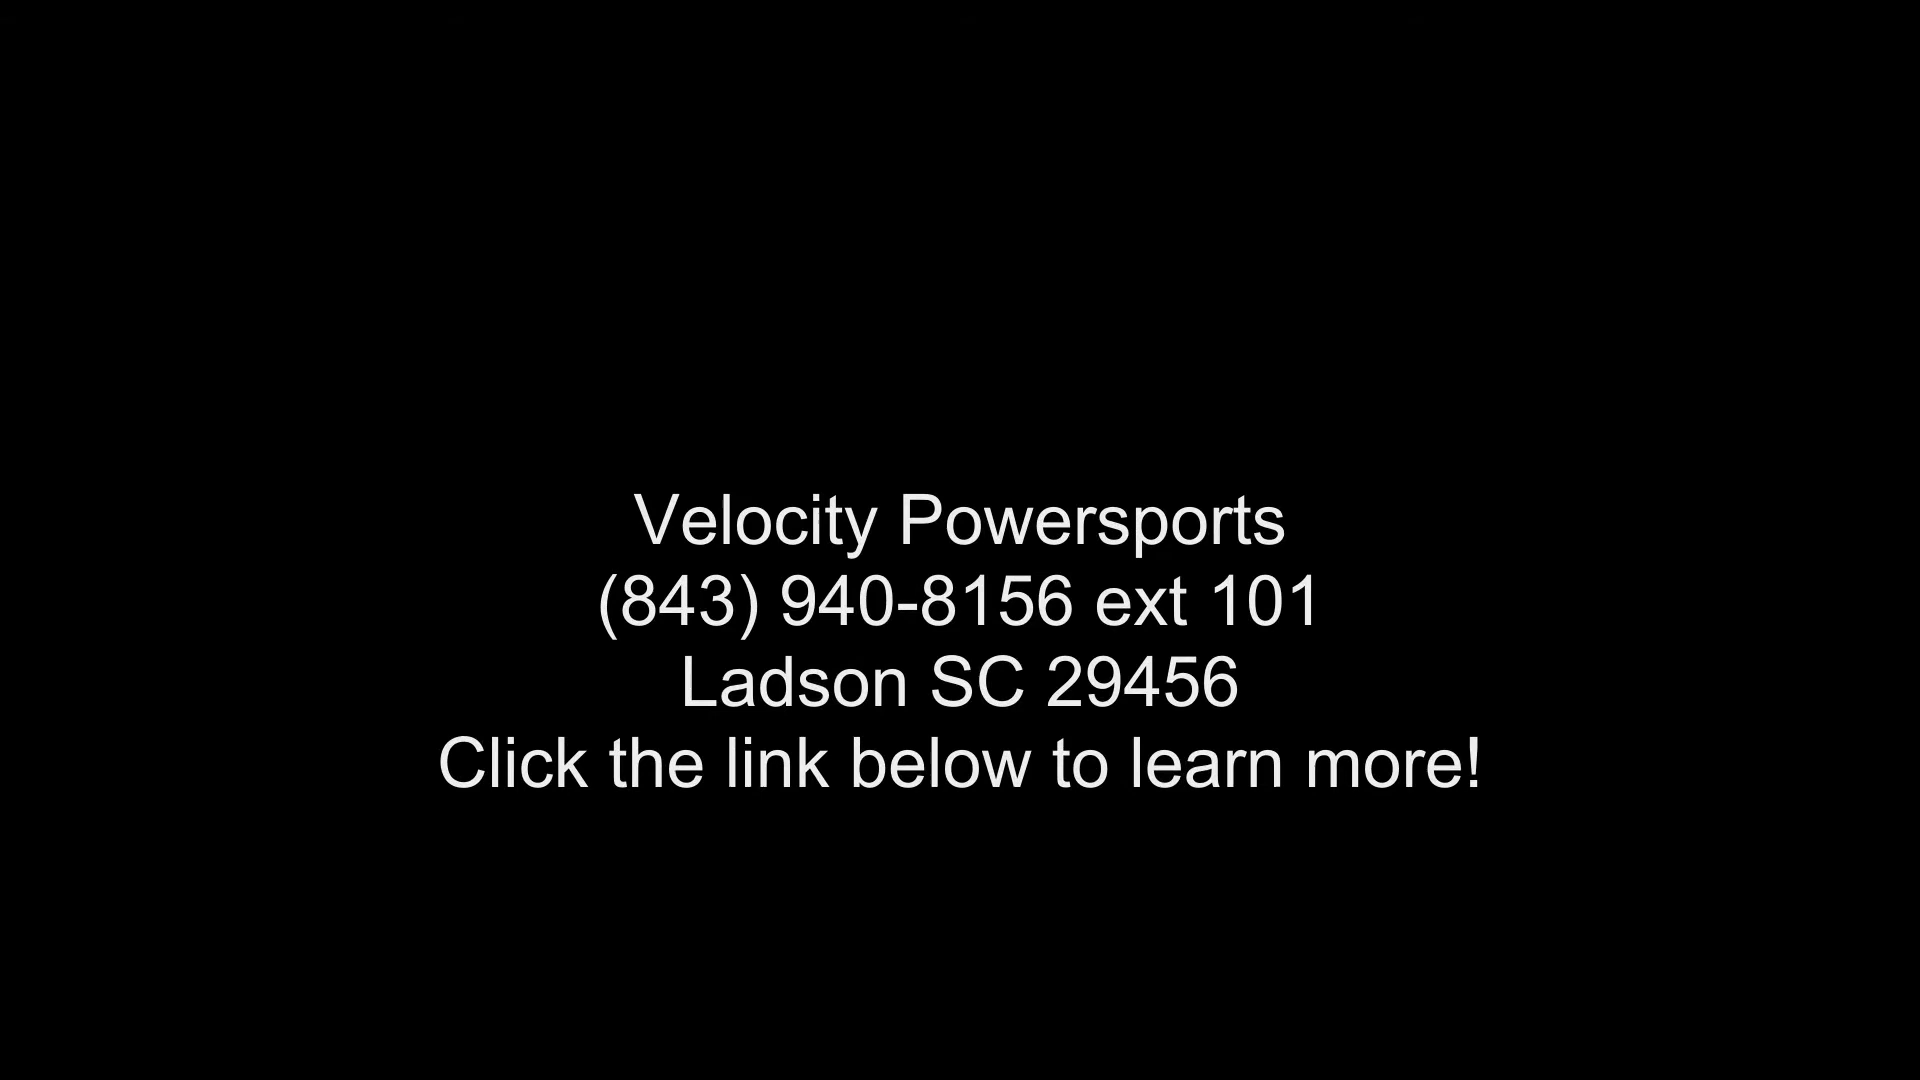 Velocity Powersports
(843) 940-8156 ext 101
Ladson SC 29456
Click the link below to learn more!